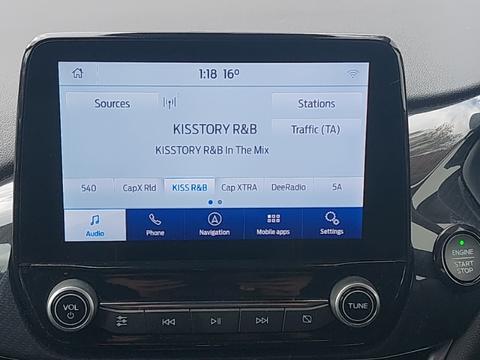 1:18 16°
Sources Stations
KISSTORY R&B Traffic (TA)
KISSTORY R&B In The Mix
540 CapX Rld KISS R&B Cap XTRA DeeRadio 5A
Audio Phone Navigation Mobile apps Settings
ENGINE
START
STOP
VOL TUNE